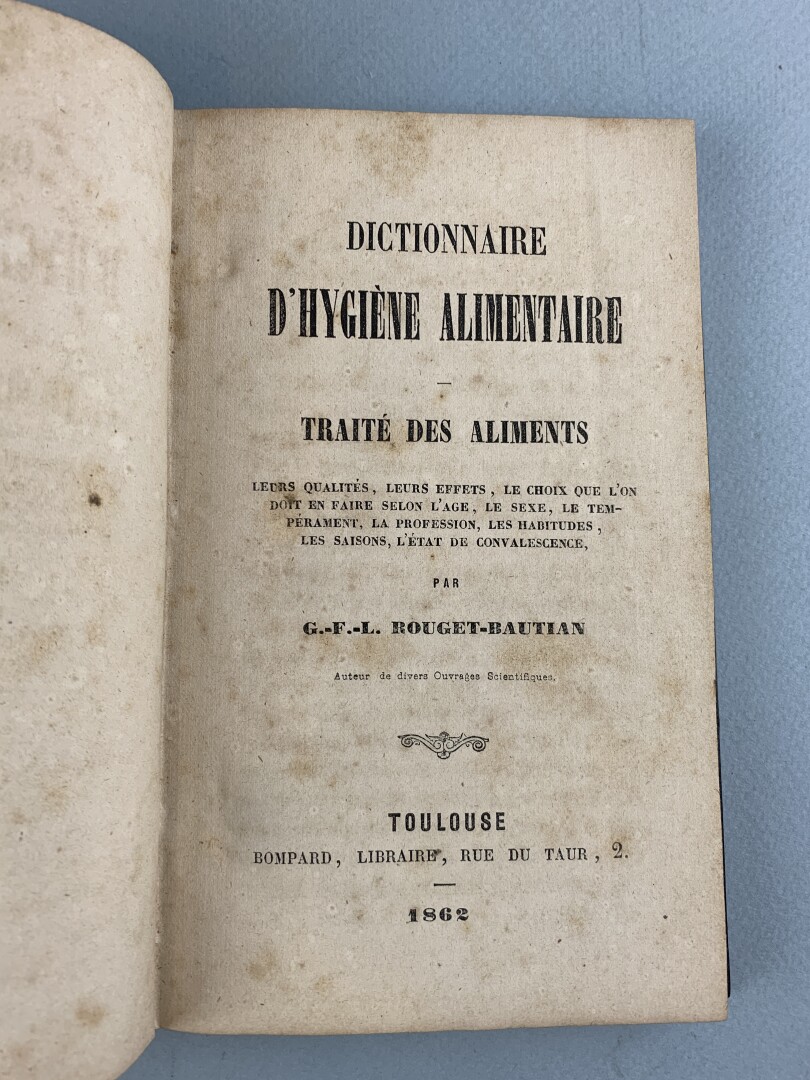 DICTIONNAIRE
D'HYGIÈNE ALIMENTAIRE
—
TRAITÉ DES ALIMENTS
LEURS QUALITÉS, LEURS EFFETS, LE CHOIX QUE L'ON
DOIT EN FAIRE SELON L'AGE, LE SEXE, LE TEM-
PÉRAMENT, LA PROFESSION, LES HABITUDES,
LES SAISONS, L'ÉTAT DE CONVALESCENCE,
PAR
G.-F.-L. ROUGET-BAUTIAN
Auteur de divers Ouvrages Scientifiques.
TOULOUSE
BOMPARD, LIBRAIRE, RUE DU TAUR, 2.
—
1862